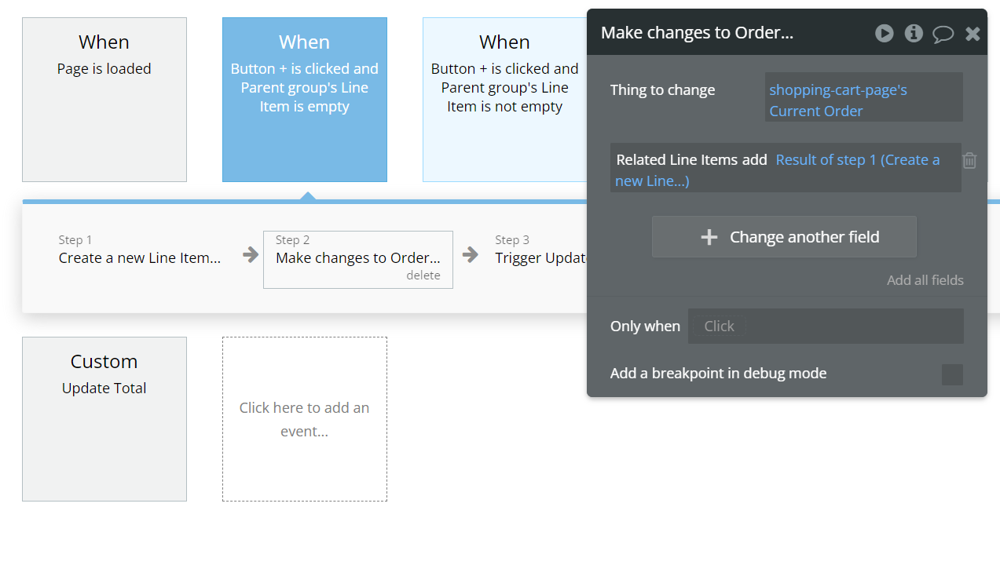 When
Page is loaded
When
Button + is clicked and
Parent group's Line
Item is empty
When
Button + is clicked and
Parent group's Line
Item is not empty
Make changes to Order...
Thing to change
shopping-cart-page's
Current Order
Related Line Items add Result of step 1 (Create a
new Line...)
Change another field
Add all fields
Only when Click
Add a breakpoint in debug mode
Step 1
Create a new Line Item...
Step 2
Make changes to Order...
delete
Step 3
Trigger Update
Custom
Update Total
Click here to add an
event...